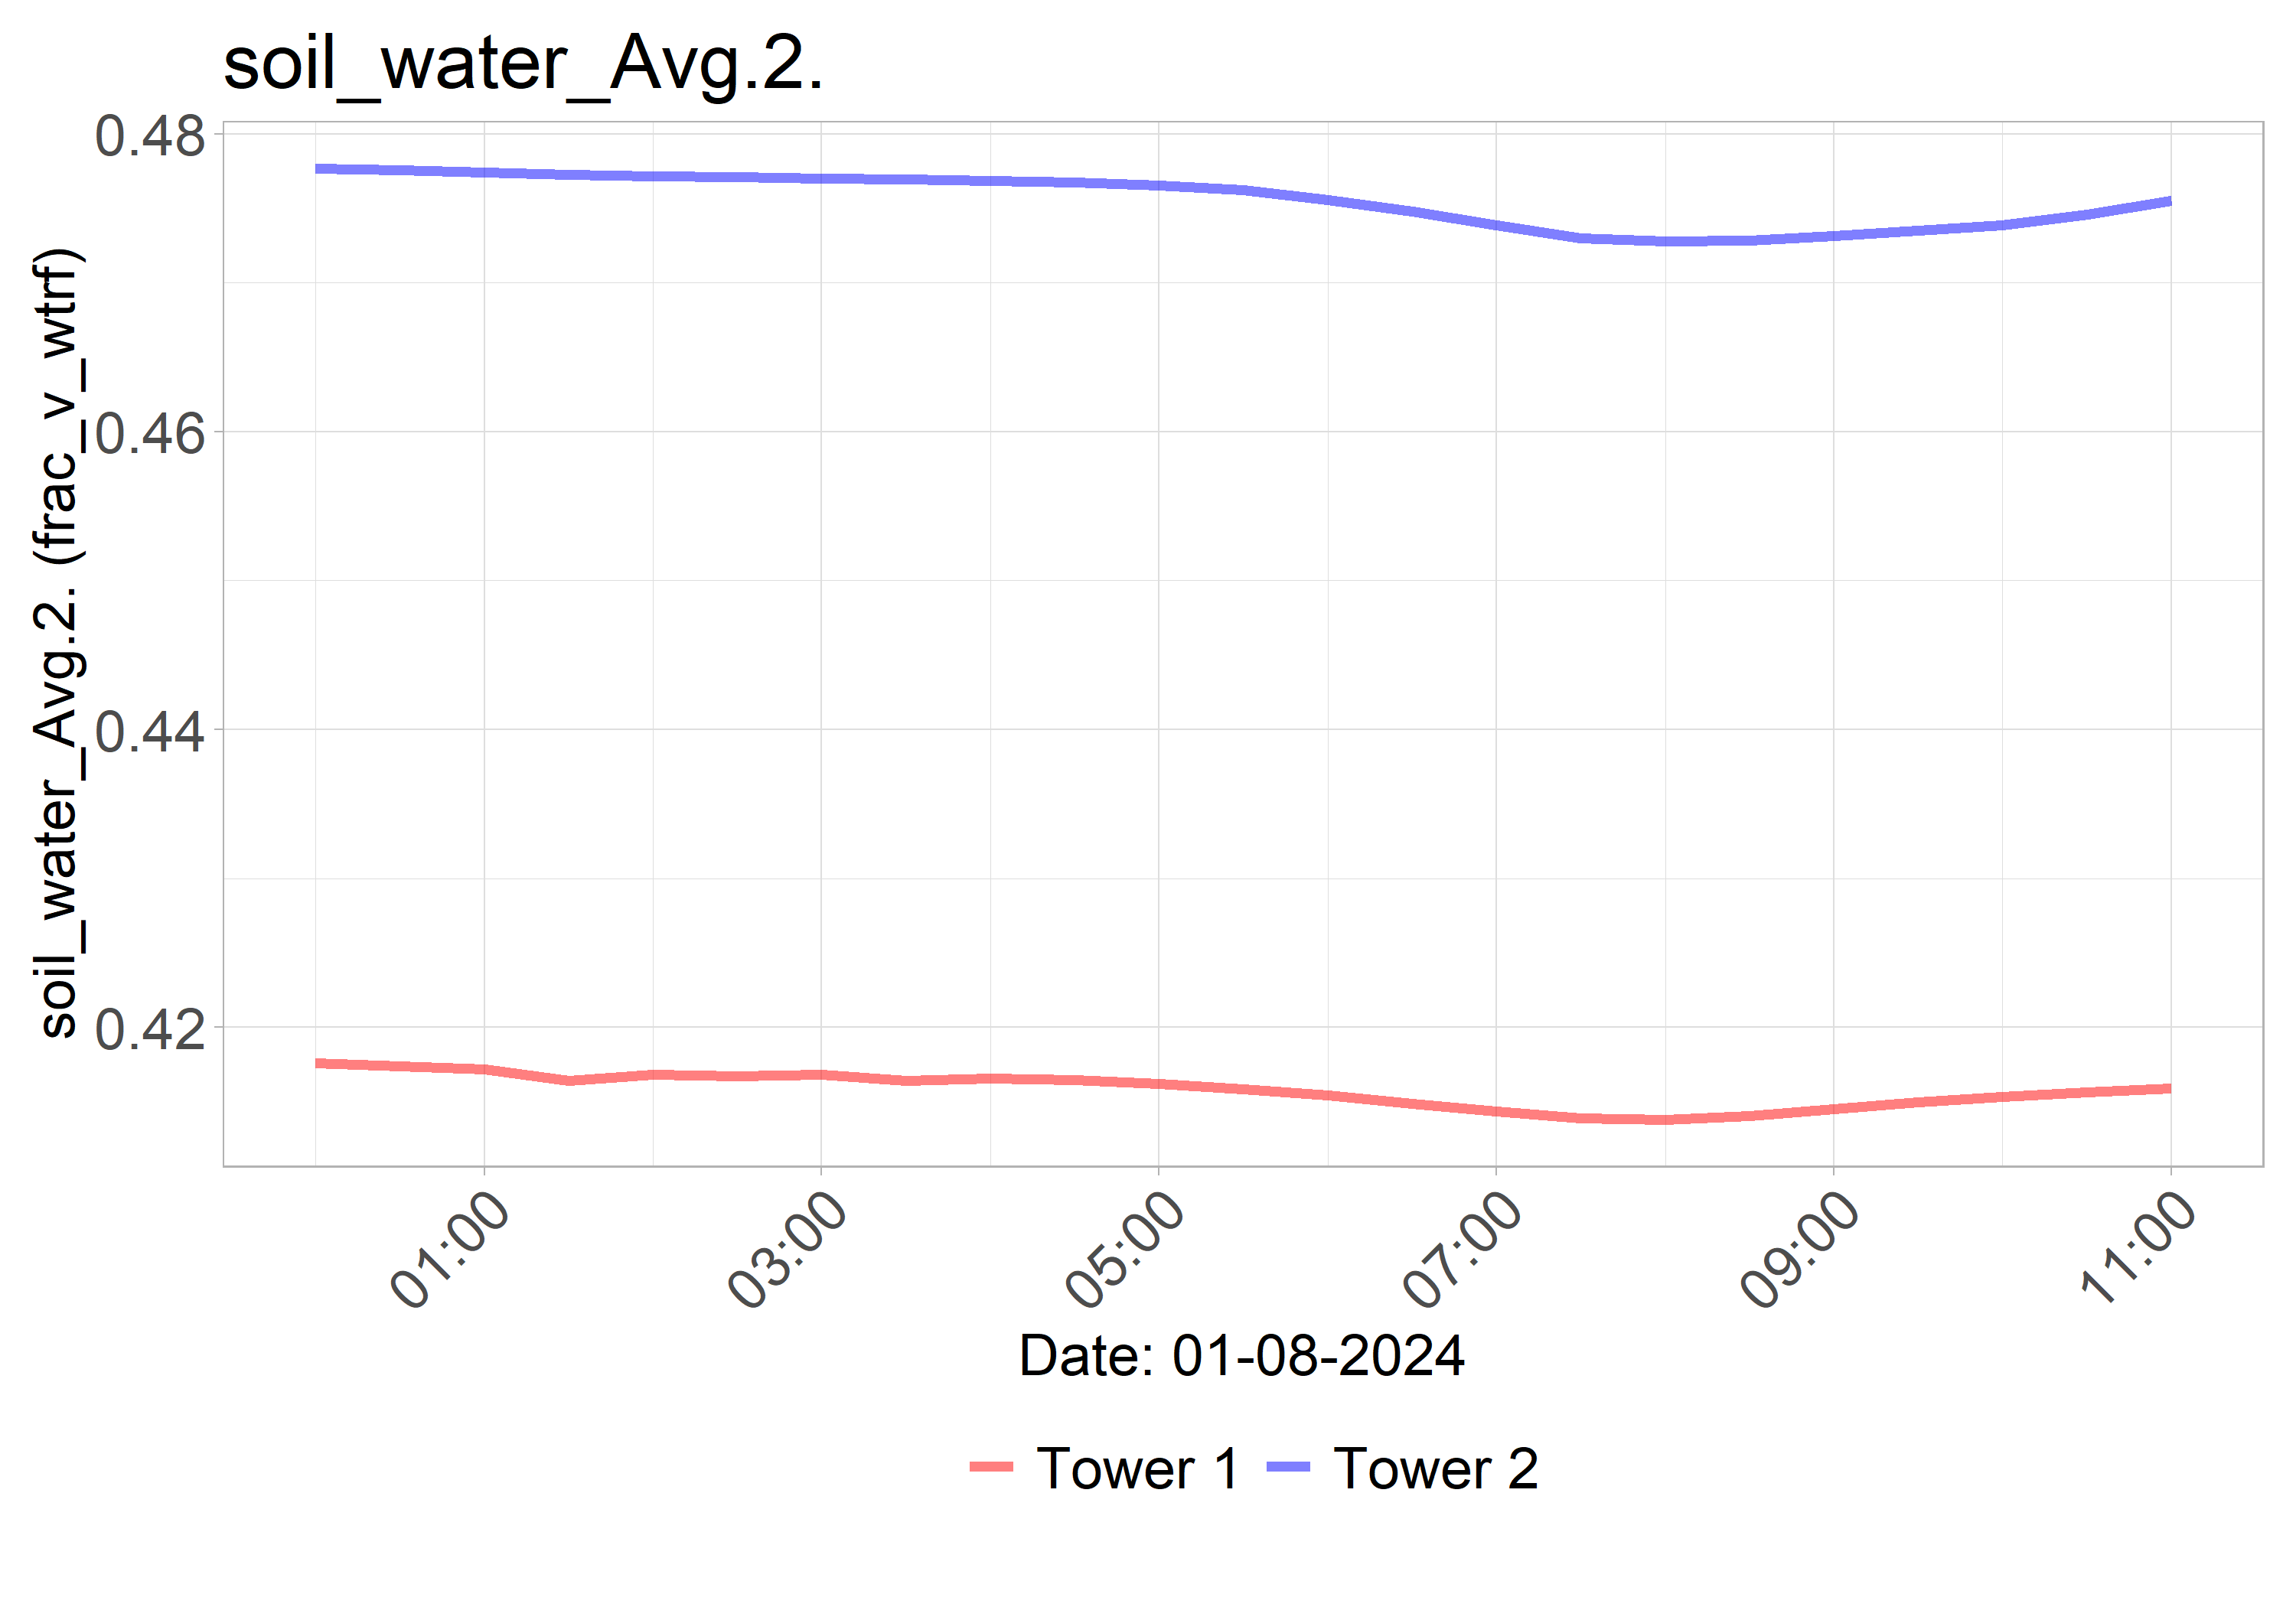 soil_water_Avg.2.
soil_water_Avg.2. (frac_v_wtrf)
0.48
0.46
0.44
0.42
01:00
03:00
05:00
07:00
09:00
11:00
Date: 01-08-2024
Tower 1
Tower 2